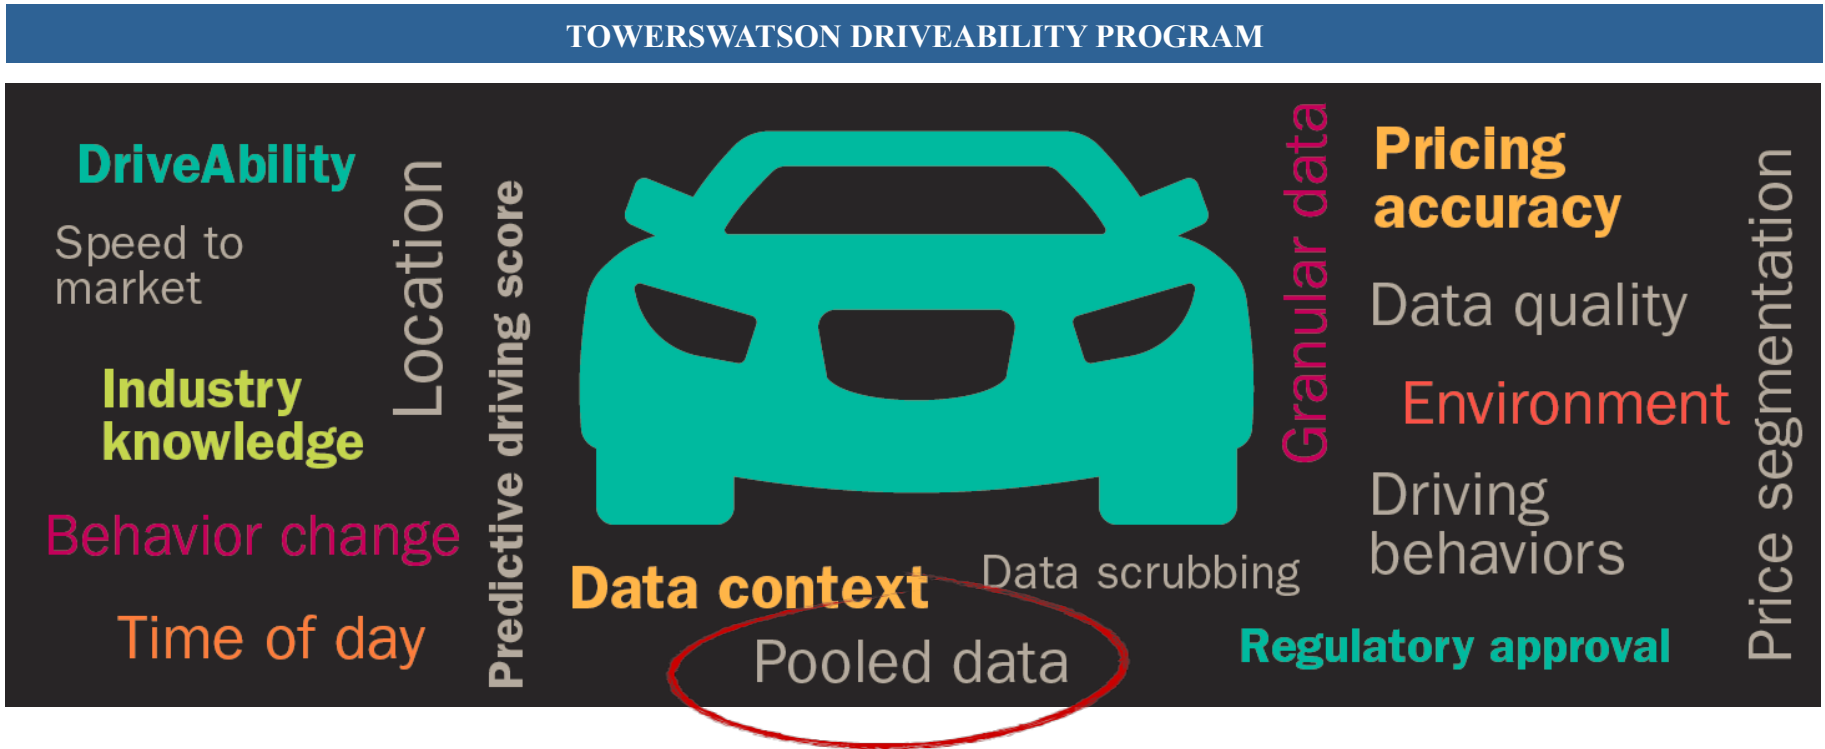 TOWERSWATSON DRIVEABILITY PROGRAM
DriveAbility
Speed to
market
Location
Industry
knowledge
Behavior change
Time of day
Predictive driving score
Data context
Data scrubbing
Pooled data
Granular data
Pricing
accuracy
Data quality
Environment
Driving
behaviors
Regulatory approval
Price segmentation